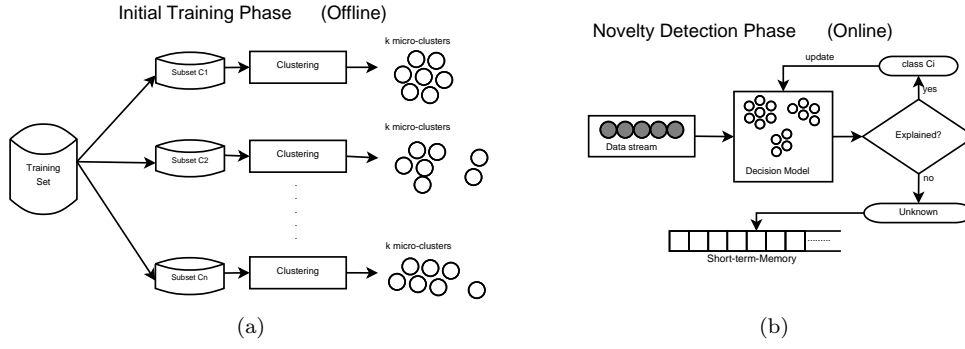 Initial Training Phase (Offline)
k micro-clusters
Subset C1
Clustering
k micro-clusters
Training
Set
Subset C2
Clustering
.
.
.
.
.
.
.
.
k micro-clusters
Subset Cn
Clustering
(a)
Novelty Detection Phase (Online)
update
class Ci
yes
Data stream
Decision Model
Explained?
no
Unknown
.........
Short-term-Memory
(b)